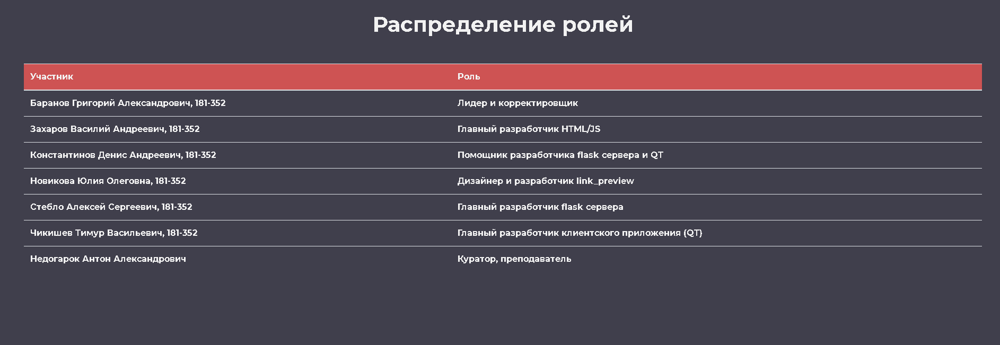 Распределение ролей
Участник Роль
Баранов Григорий Александрович, 181-352 Лидер и корректировщик
Захаров Василий Андреевич, 181-352 Главный разработчик HTML/JS
Константинов Денис Андреевич, 181-352 Помощник разработчика flask сервера и QT
Новикова Юлия Олеговна, 181-352 Дизайнер и разработчик link_preview
Стебло Алексей Сергеевич, 181-352 Главный разработчик flask сервера
Чикишев Тимур Васильевич, 181-352 Главный разработчик клиентского приложения (QT)
Недогарок Антон Александрович Куратор, преподаватель